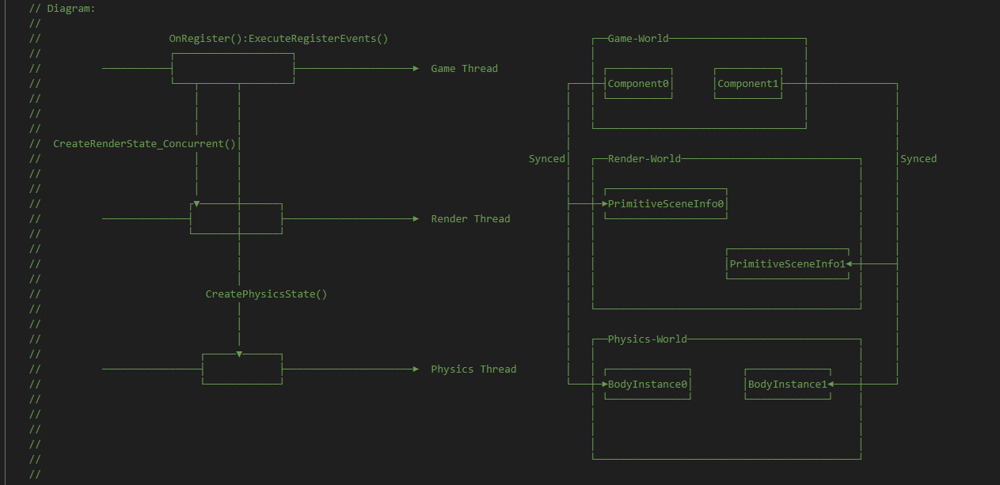 // Diagram:
//
// OnRegister():ExecuteRegisterEvents() Game-World
//
// Game Thread
// Component0 Component1
//
//
//
// CreateRenderState_Concurrent()
// Synced Render-World Synced
//
//
// PrimitiveSceneInfo0
// Render Thread
//
//
// PrimitiveSceneInfo1
//
// CreatePhysicsState()
//
//
// Physics-World
//
// Physics Thread
// BodyInstance0 BodyInstance1
//
//
//
//
//
//